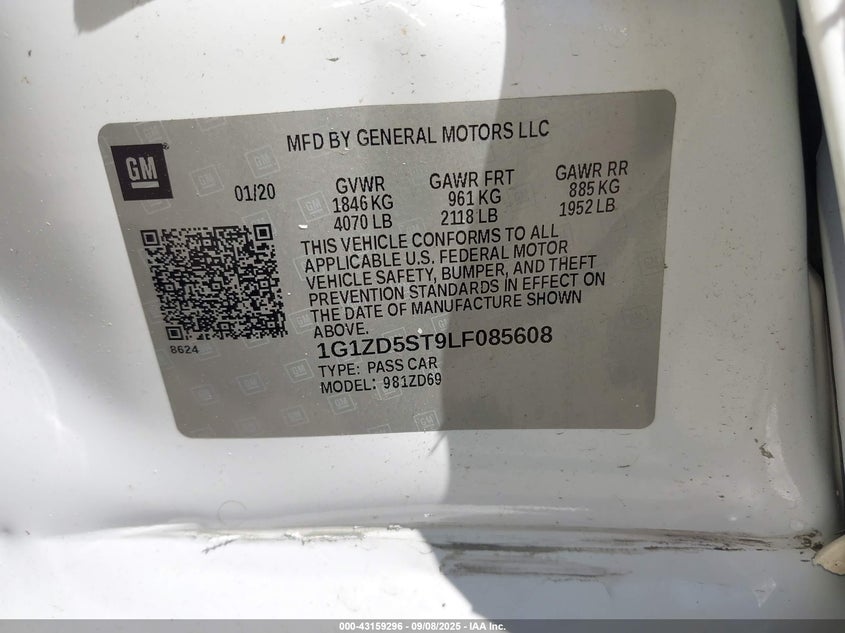 MFD BY GENERAL MOTORS LLC
GM
01/20
GVWR
1846 KG
4070 LB
GAWR FRT
961 KG
2118 LB
GAWR RR
885 KG
1952 LB
THIS VEHICLE CONFORMS TO ALL
APPLICABLE U.S. FEDERAL MOTOR
VEHICLE SAFETY, BUMPER, AND THEFT
PREVENTION STANDARDS IN EFFECT ON
THE DATE OF MANUFACTURE SHOWN
ABOVE.
8624
1G1ZD5ST9LF085608
TYPE: PASS CAR
MODEL: 981ZD69
000-43159296 - 09/08/2025 - IAA Inc.